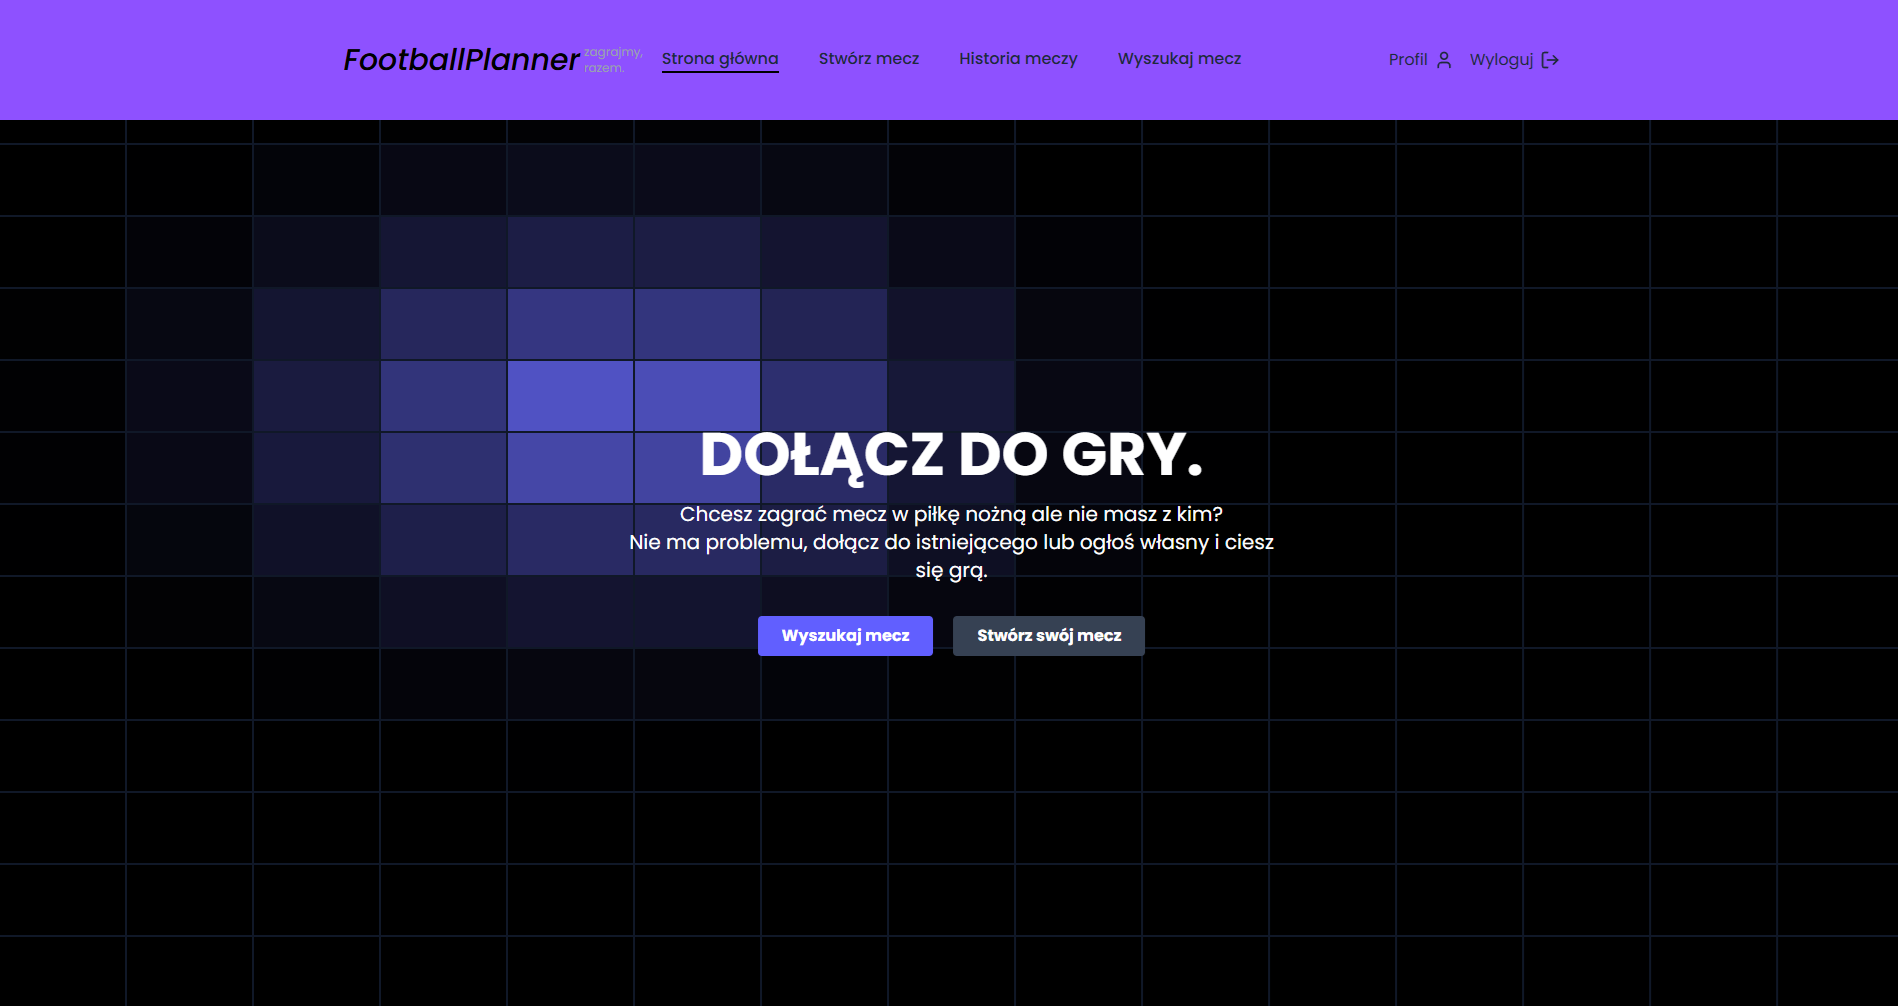 FootballPlanner
zagrajmy,
razem.
Strona główna
Stwórz mecz
Historia meczy
Wyszukaj mecz
Profil
Wyloguj
DOŁĄCZ DO GRY.
Chcesz zagrać mecz w piłkę nożną ale nie masz z kim?
Nie ma problemu, dołącz do istniejącego lub ogłoś własny i ciesz
się grą.
Wyszukaj mecz
Stwórz swój mecz